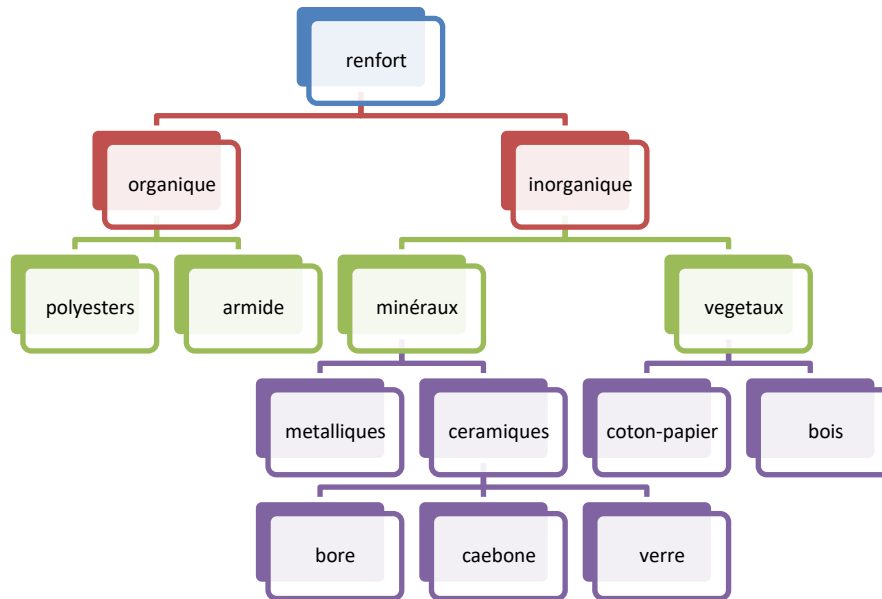 renfort
organique
inorganique
polyesters
armide
minéraux
vegetaux
metalliques
ceramiques
coton-papier
bois
bore
caebone
verre